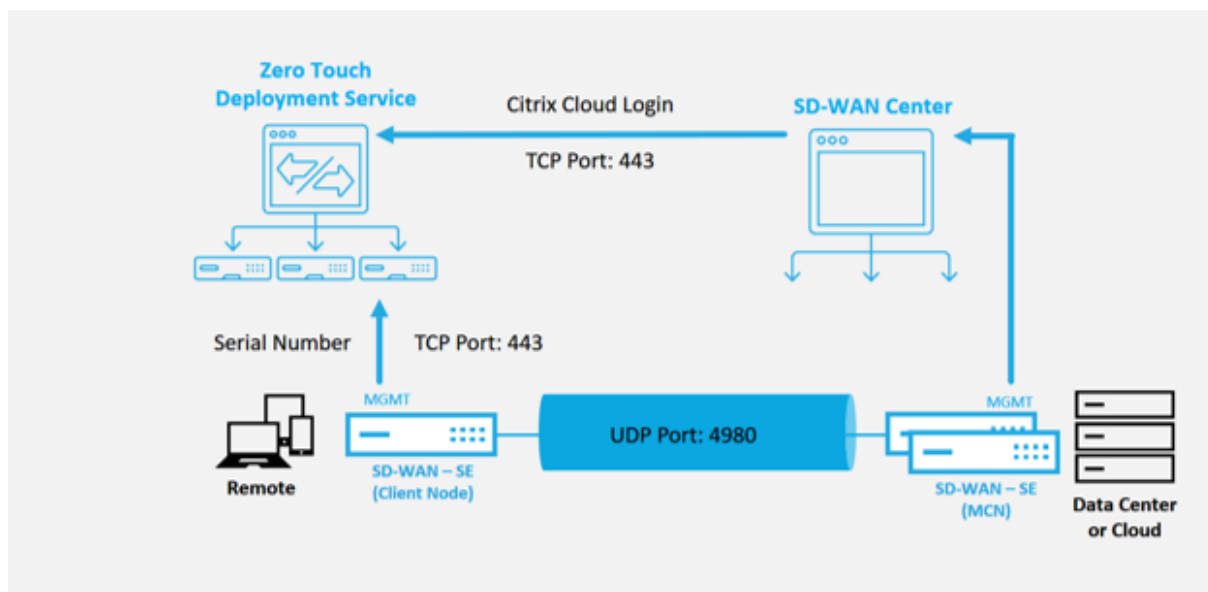 Zero Touch
Deployment Service
Citrix Cloud Login
SD-WAN Center
TCP Port: 443
Serial Number
TCP Port: 443
MGMT
MGMT
UDP Port: 4980
Remote
SD-WAN – SE
(Client Node)
SD-WAN – SE
(MCN)
Data Center
or Cloud